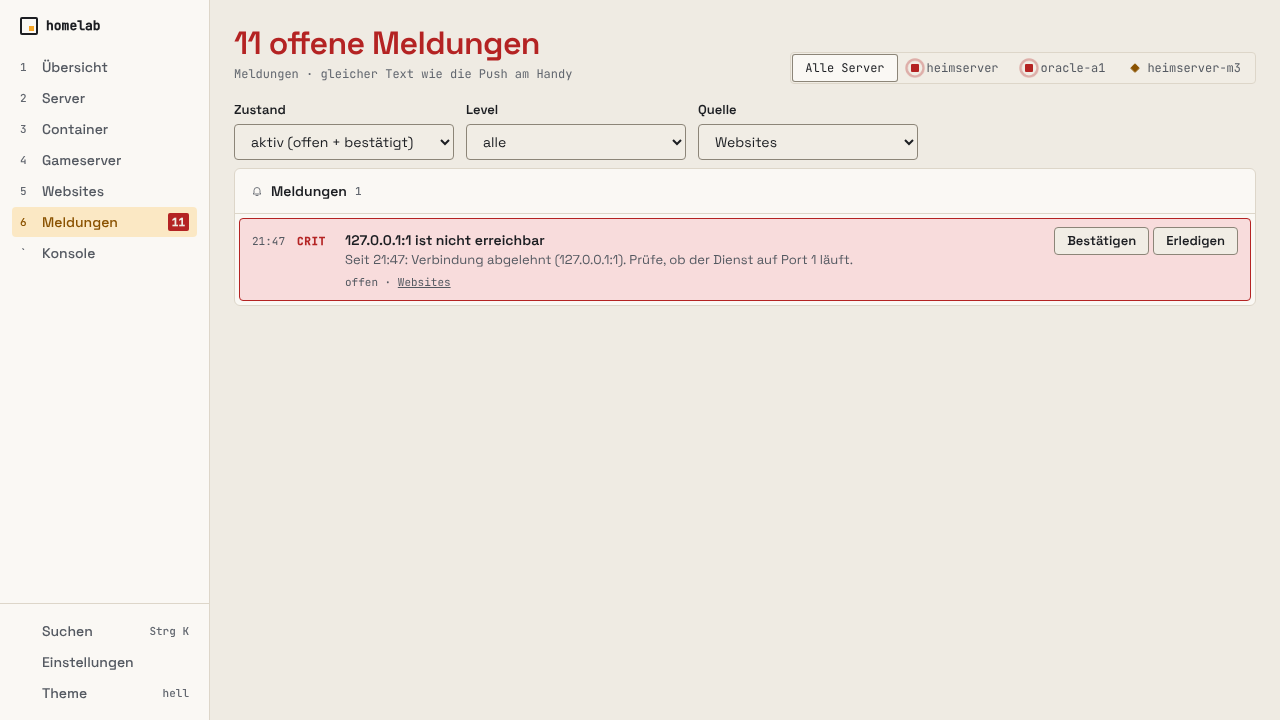 homelab
1 Übersicht
2 Server
3 Container
4 Gameserver
5 Websites
6 Meldungen 11
` Konsole
Suchen Strg K
Einstellungen
Theme hell
11 offene Meldungen
Meldungen · gleicher Text wie die Push am Handy
Alle Server heimserver oracle-a1 heimserver-m3
Zustand Level Quelle
aktiv (offen + bestätigt) alle Websites
Meldungen 1
21:47 CRIT 127.0.0.1:1 ist nicht erreichbar Bestätigen Erledigen
Seit 21:47: Verbindung abgelehnt (127.0.0.1:1). Prüfe, ob der Dienst auf Port 1 läuft.
offen · Websites